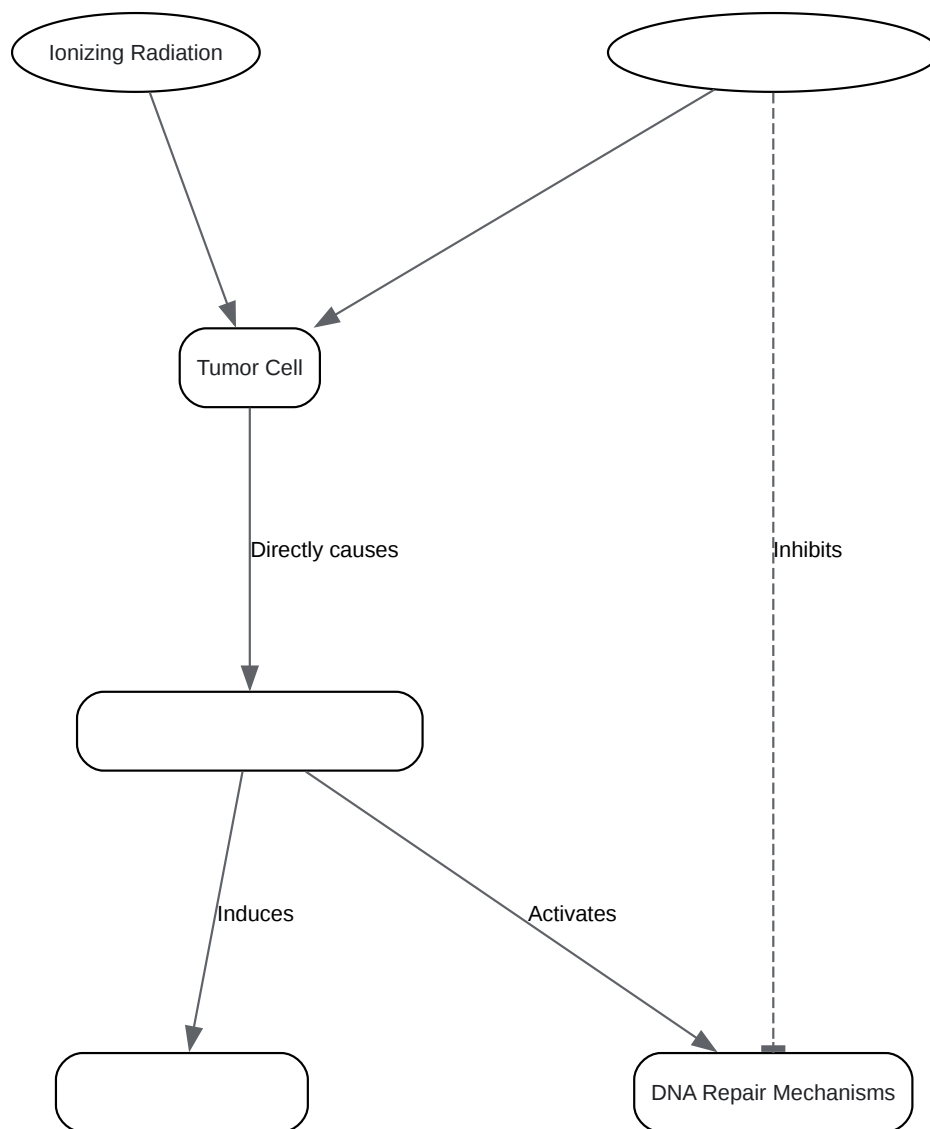 Ionizing Radiation
Tumor Cell
Directly causes
Inhibits
Induces
Activates
DNA Repair Mechanisms